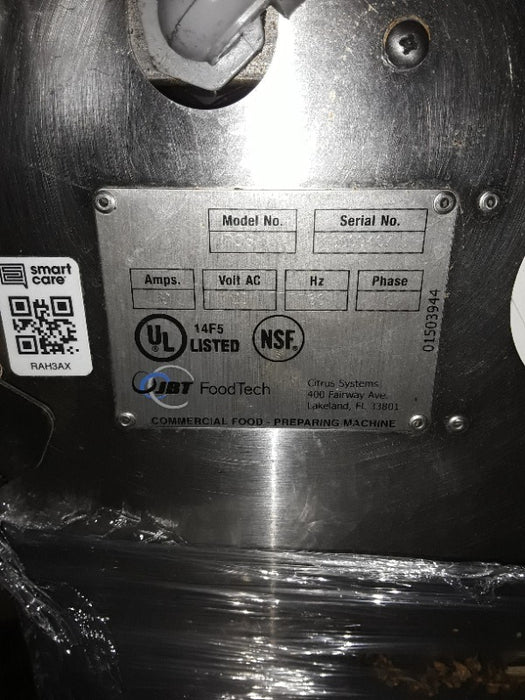 Model No.
Serial No.
Amps.
Volt AC
Hz
Phase
smart
care
RAH3AX
UL
14F5
LISTED
NSF®
01503944
JBT FoodTech
Citrus Systems
400 Fairway Ave.
Lakeland, FL 33801
COMMERCIAL FOOD - PREPARING MACHINE